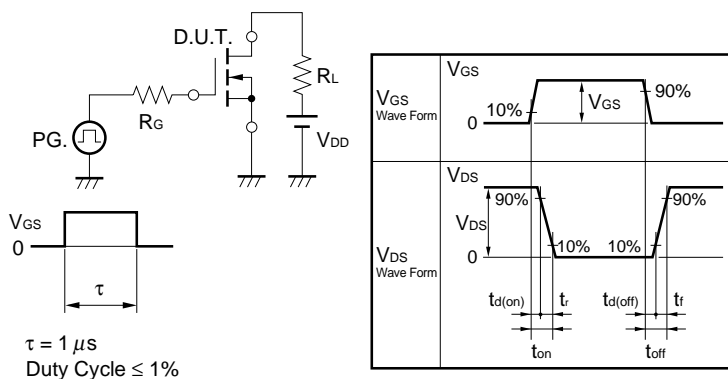 D.U.T.
RL
RG
PG.
VDD
VGS
0
τ
τ = 1 μs
Duty Cycle ≤ 1%
VGS
Wave Form
VGS
10%
0
VGS
90%
VDS
Wave Form
VDS
90%
VDS
0
10%
10%
90%
td(on)
tr
td(off)
tf
ton
toff